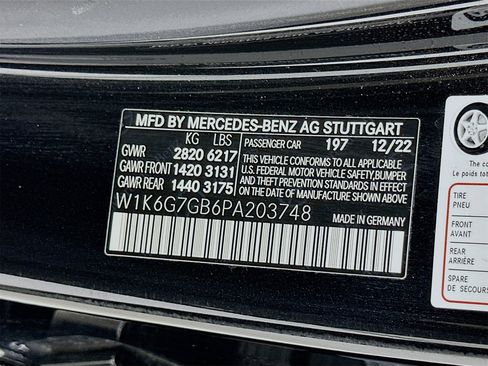 MFD BY MERCEDES-BENZ AG STUTTGART
KG LBS PASSENGER CAR 197 12/22
GVWR 2820 6217 THIS VEHICLE CONFORMS TO ALL APPLICABLE
GAWR FRONT 1420 3131 U.S. FEDERAL MOTOR VEHICLE SAFETY, BUMPER
AND THEFT PREVENTION STANDARDS IN EFFECT
GAWR REAR 1440 3175 ON THE DATE OF MANUFACTURE SHOWN ABOVE
W1K6G7GB6PA203748 MADE IN GERMANY
TIRE
PNEU
FRONT
AVANT
REAR
ARRIÈRE
SPARE
DE SECOURS